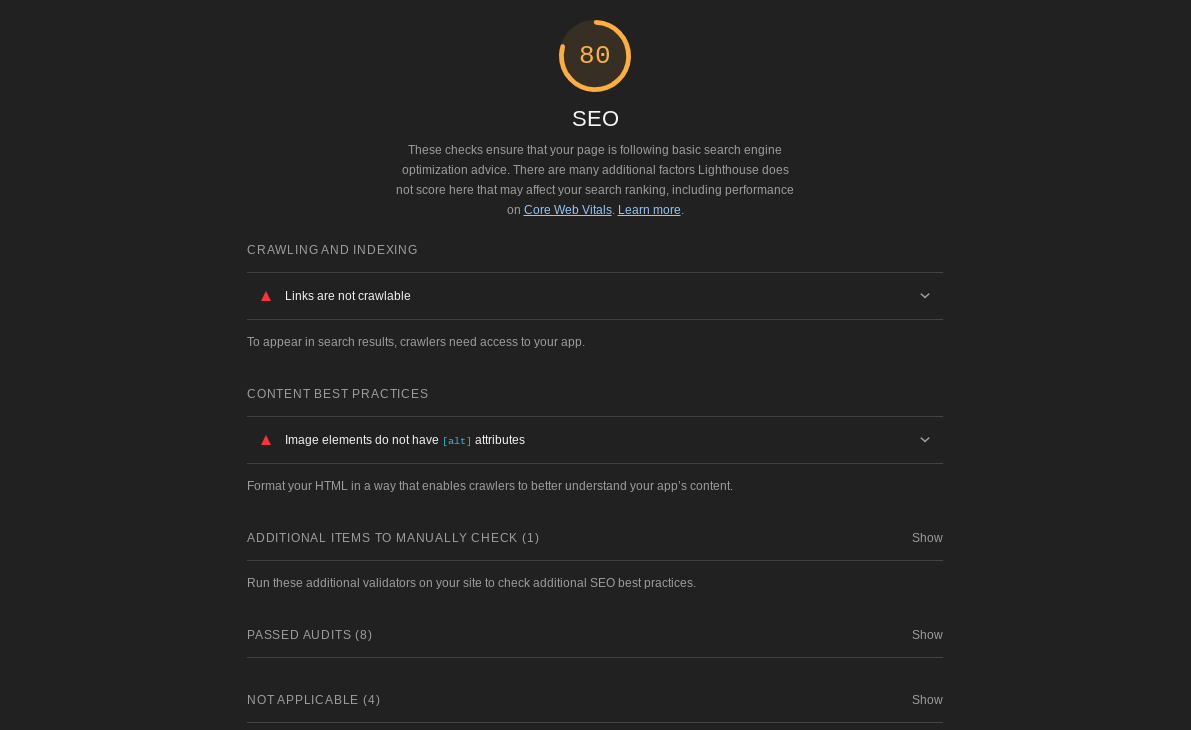 80
SEO
These checks ensure that your page is following basic search engine
optimization advice. There are many additional factors Lighthouse does
not score here that may affect your search ranking, including performance
on Core Web Vitals. Learn more.
CRAWLING AND INDEXING
Links are not crawlable
To appear in search results, crawlers need access to your app.
CONTENT BEST PRACTICES
Image elements do not have [alt] attributes
Format your HTML in a way that enables crawlers to better understand your app’s content.
ADDITIONAL ITEMS TO MANUALLY CHECK (1) Show
Run these additional validators on your site to check additional SEO best practices.
PASSED AUDITS (8) Show
NOT APPLICABLE (4) Show